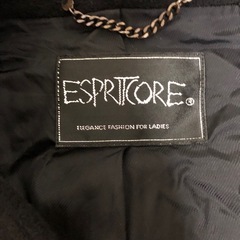 ESPRITCORE®
ELEGANCE FASHION FOR LADIES